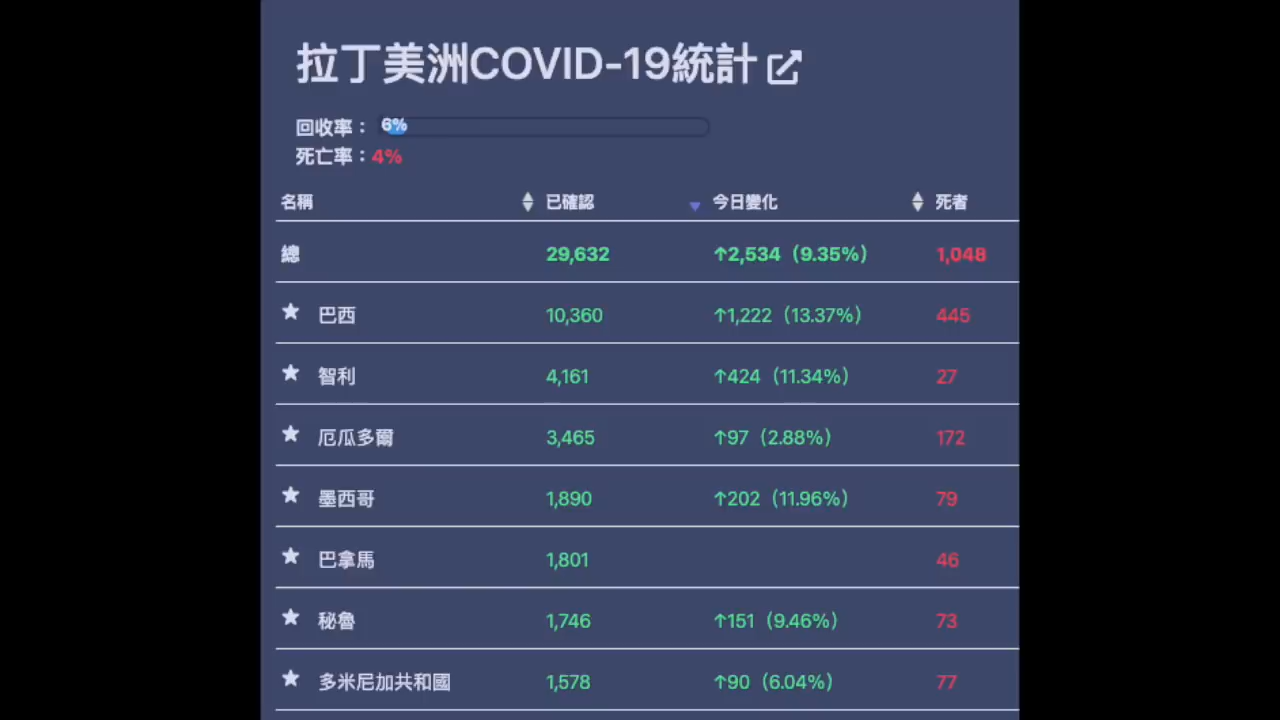 拉丁美洲COVID-19統計
回收率： 6%
死亡率：4%
名稱 已確認 今日變化 死者
總 29,632 ↑2,534（9.35%） 1,048
★ 巴西 10,360 ↑1,222（13.37%） 445
★ 智利 4,161 ↑424（11.34%） 27
★ 厄瓜多爾 3,465 ↑97（2.88%） 172
★ 墨西哥 1,890 ↑202（11.96%） 79
★ 巴拿馬 1,801 46
★ 秘魯 1,746 ↑151（9.46%） 73
★ 多米尼加共和國 1,578 ↑90（6.04%） 77